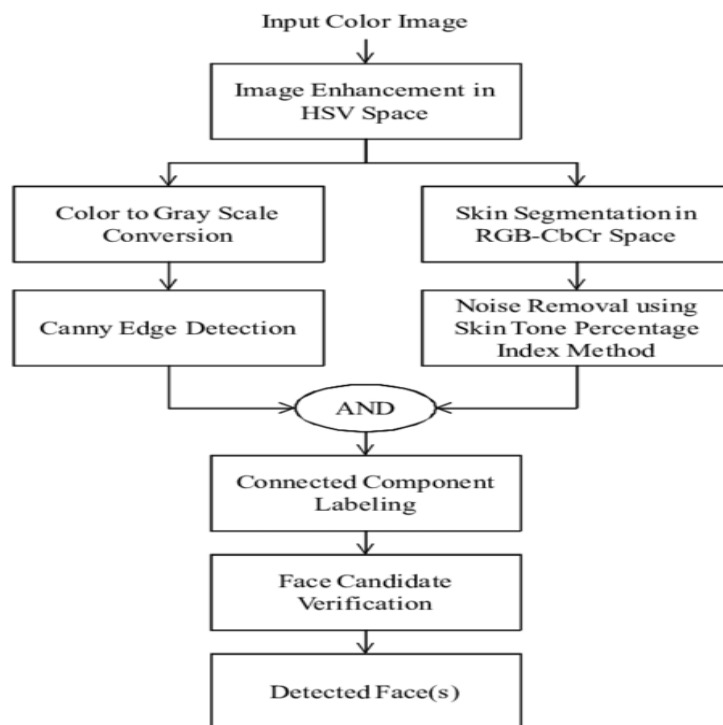 Input Color Image
Image Enhancement in
HSV Space
Color to Gray Scale
Conversion
Skin Segmentation in
RGB-CbCr Space
Canny Edge Detection
Noise Removal using
Skin Tone Percentage
Index Method
AND
Connected Component
Labeling
Face Candidate
Verification
Detected Face(s)